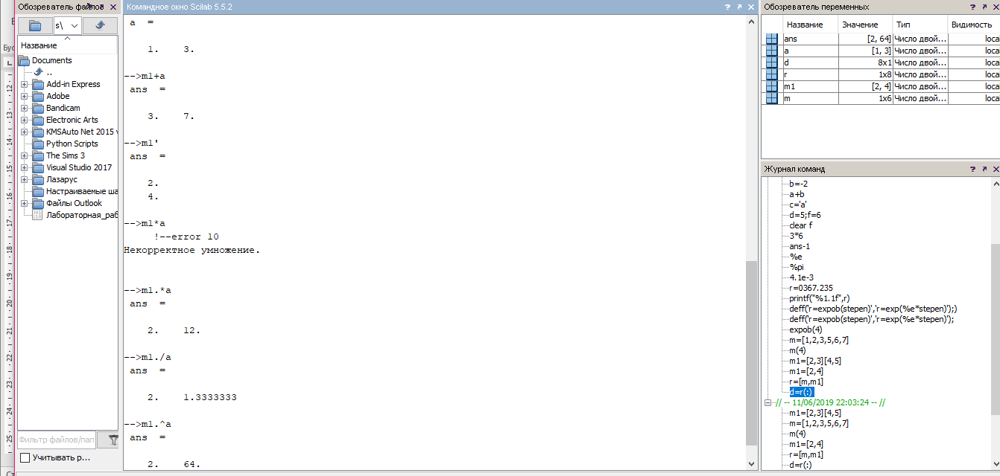 Обозреватель файлов
s\
Название
Documents
..
Add-in Express
Adobe
Bandicam
Electronic Arts
KMSAuto Net 2015
Python Scripts
The Sims 3
Visual Studio 2017
Лазарус
Настраиваемые ша
Файлы Outlook
Лабораторная_раб
Фильтр файлов/пап
Учитывать р...
Командное окно Scilab 5.5.2
a =
1. 3.
-->m1+a
ans =
3. 7.
-->m1'
ans =
2.
4.
-->m1*a
!--error 10
Некорректное умножение.
-->m1.*a
ans =
2. 12.
-->m1./a
ans =
2. 1.3333333
-->m1.^a
ans =
2. 64.
Обозреватель переменных
Название Значение Тип Видимость
ans [2, 64] Число двой... loca
a [1, 3] Число двой... loca
d 8x1 Число двой... loca
r 1x8 Число двой... loca
m1 [2, 4] Число двой... loca
m 1x6 Число двой... loca
Журнал команд
b=-2
a+b
c='a'
d=5;f=6
clear f
3*6
ans-1
%e
%pi
4.1e-3
r=0367.235
printf("%1.1f",r)
deff('r=expob(stepen)','r=exp(%e*stepen)';)
deff('r=expob(stepen)','r=exp(%e*stepen)');
expob(4)
m=[1,2,3,5,6,7]
m(4)
m1=[2,3][4,5]
m1=[2,4]
r=[m,m1]
d=r(:)
// -- 11/06/2019 22:03:24 -- //
m1=[2,3][4,5]
m=[1,2,3,5,6,7]
m(4)
m1=[2,4]
r=[m,m1]
d=r(:)